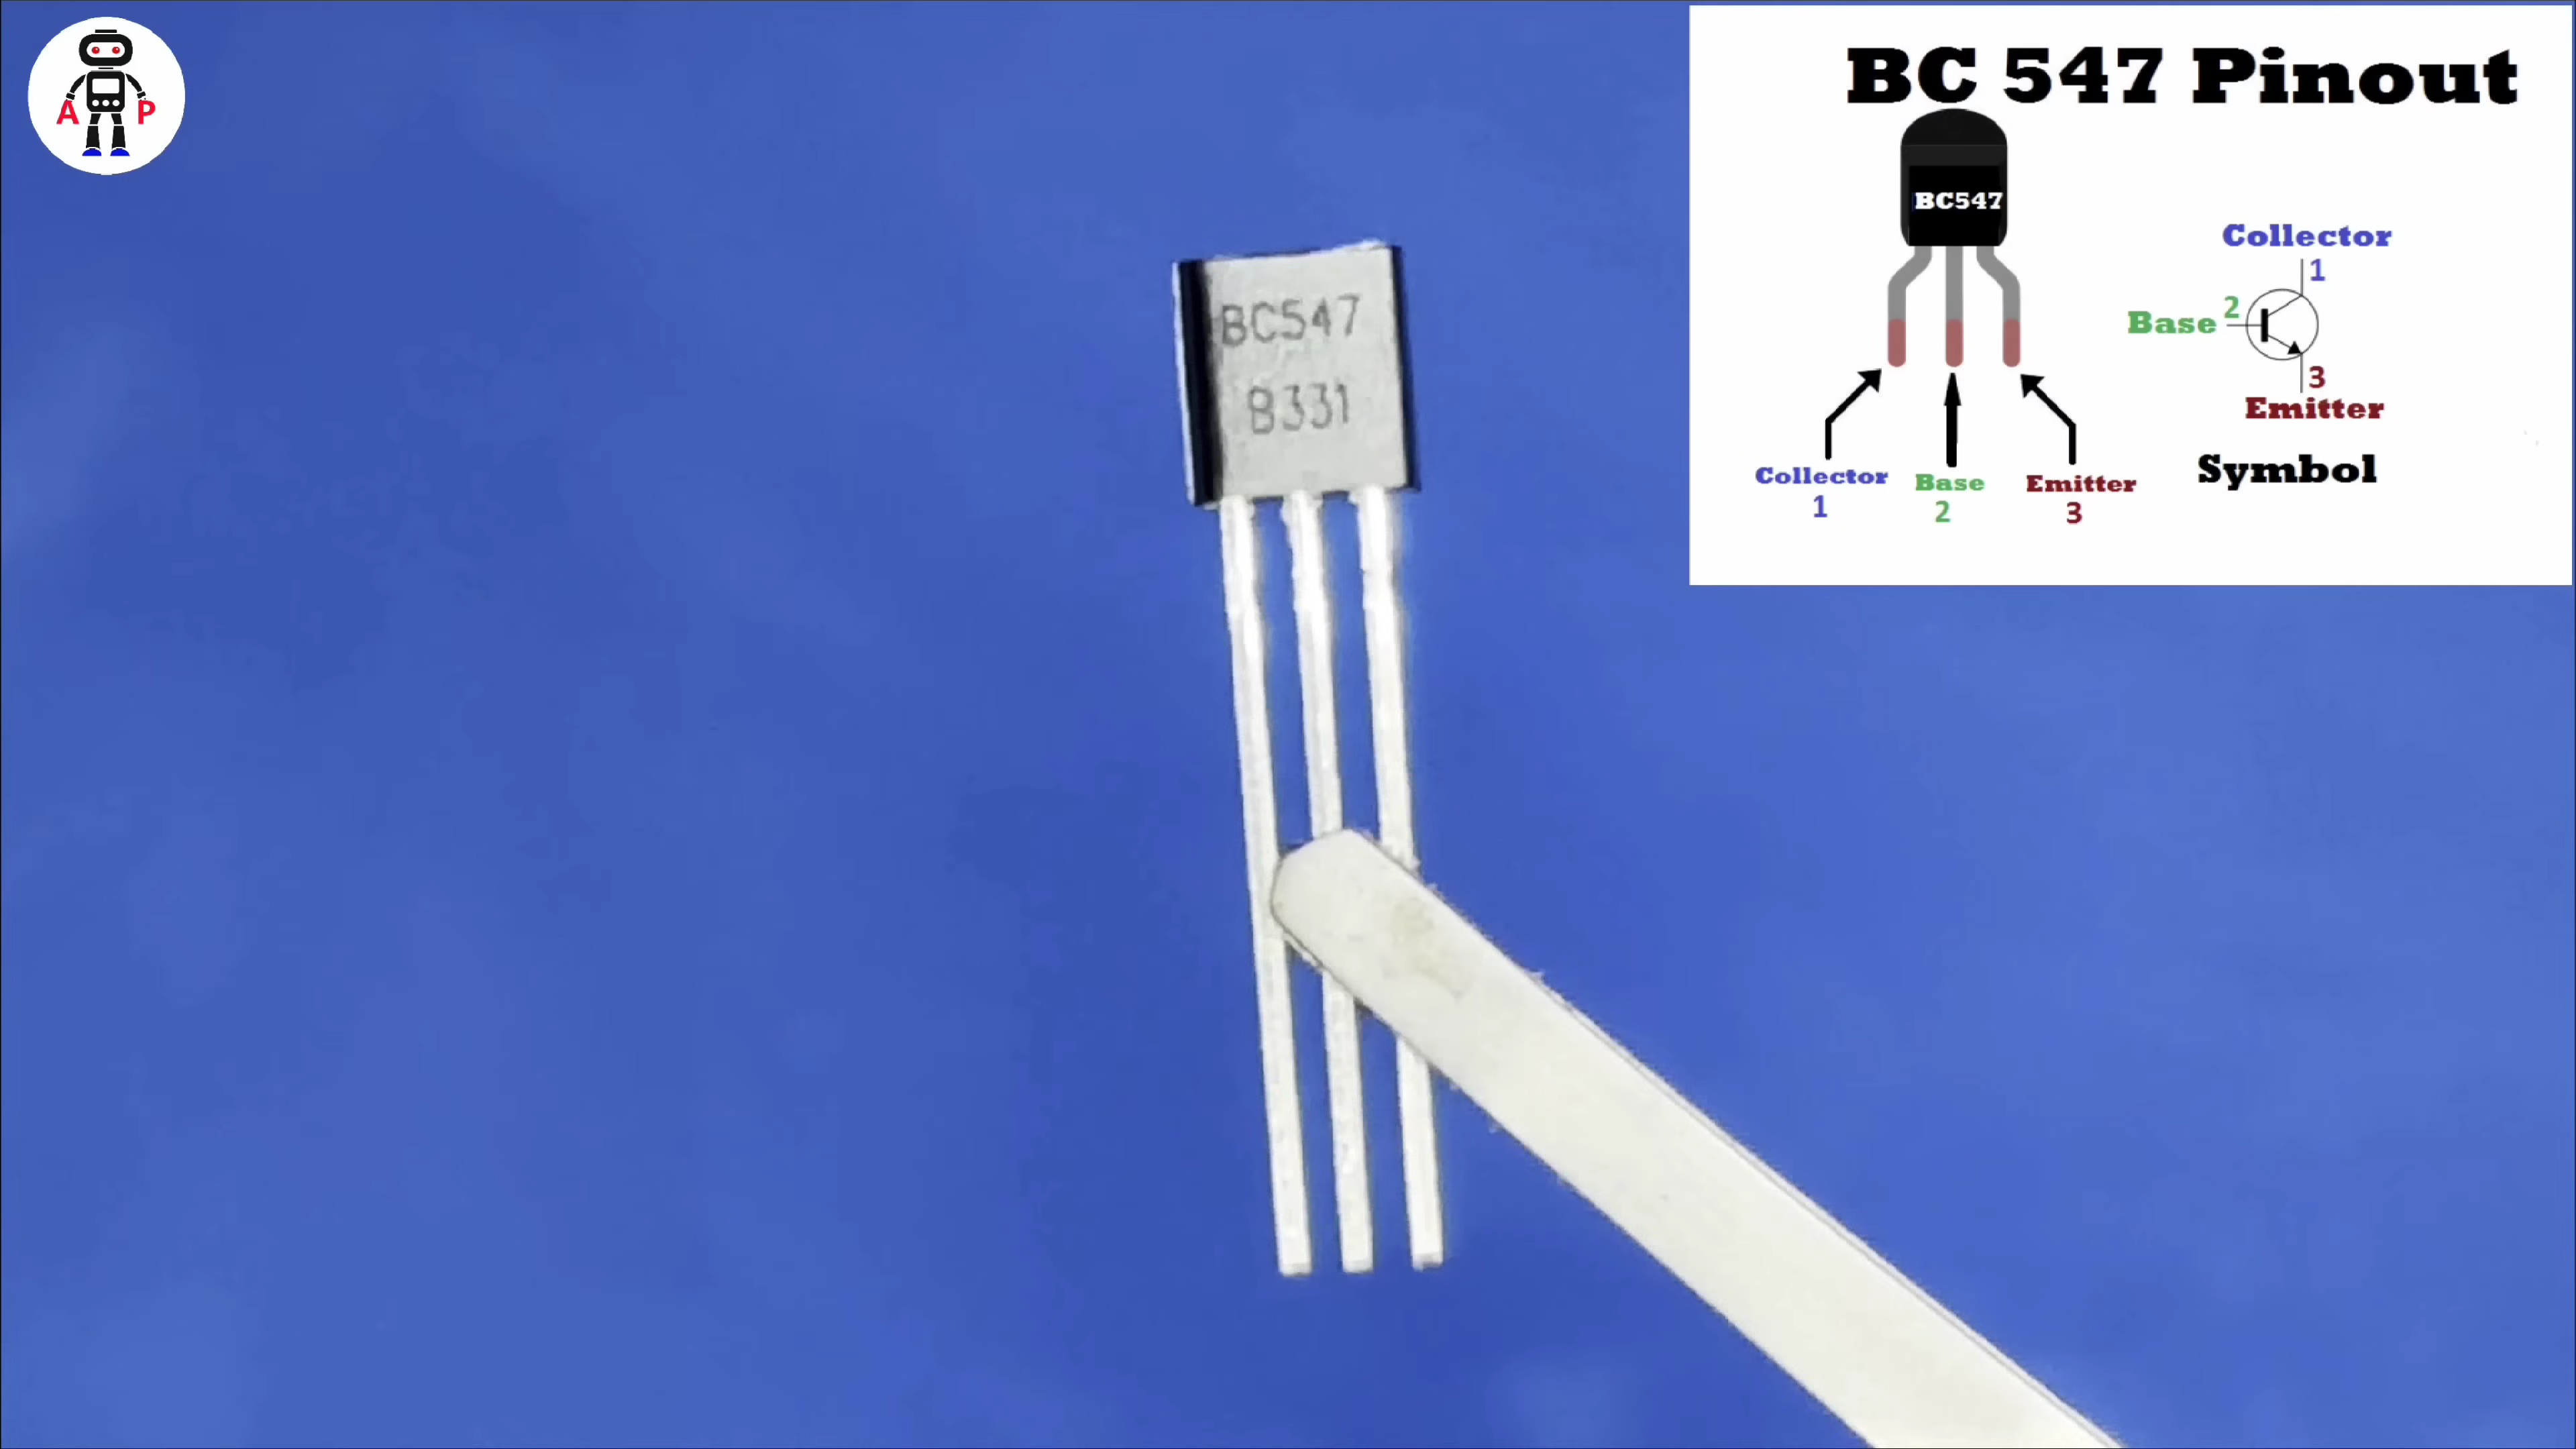 A P
BC547
B331
BC 547 Pinout
BC547
Collector
1
Base
2
Emitter
3
Collector
1
Base 2
3
Emitter
Symbol